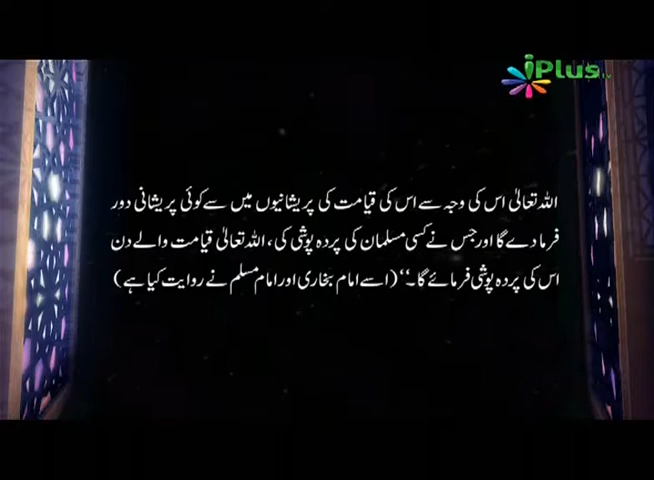 iPlus TV
اللہ تعالیٰ اس کی وجہ سے اس کی قیامت کی پریشانیوں میں سے کوئی پریشانی دور
فرما دے گا اور جس نے کسی مسلمان کی پردہ پوشی کی، اللہ تعالیٰ قیامت والے دن
اس کی پردہ پوشی فرمائے گا۔‘‘ (اسے امام بخاری اور امام مسلم نے روایت کیا ہے)